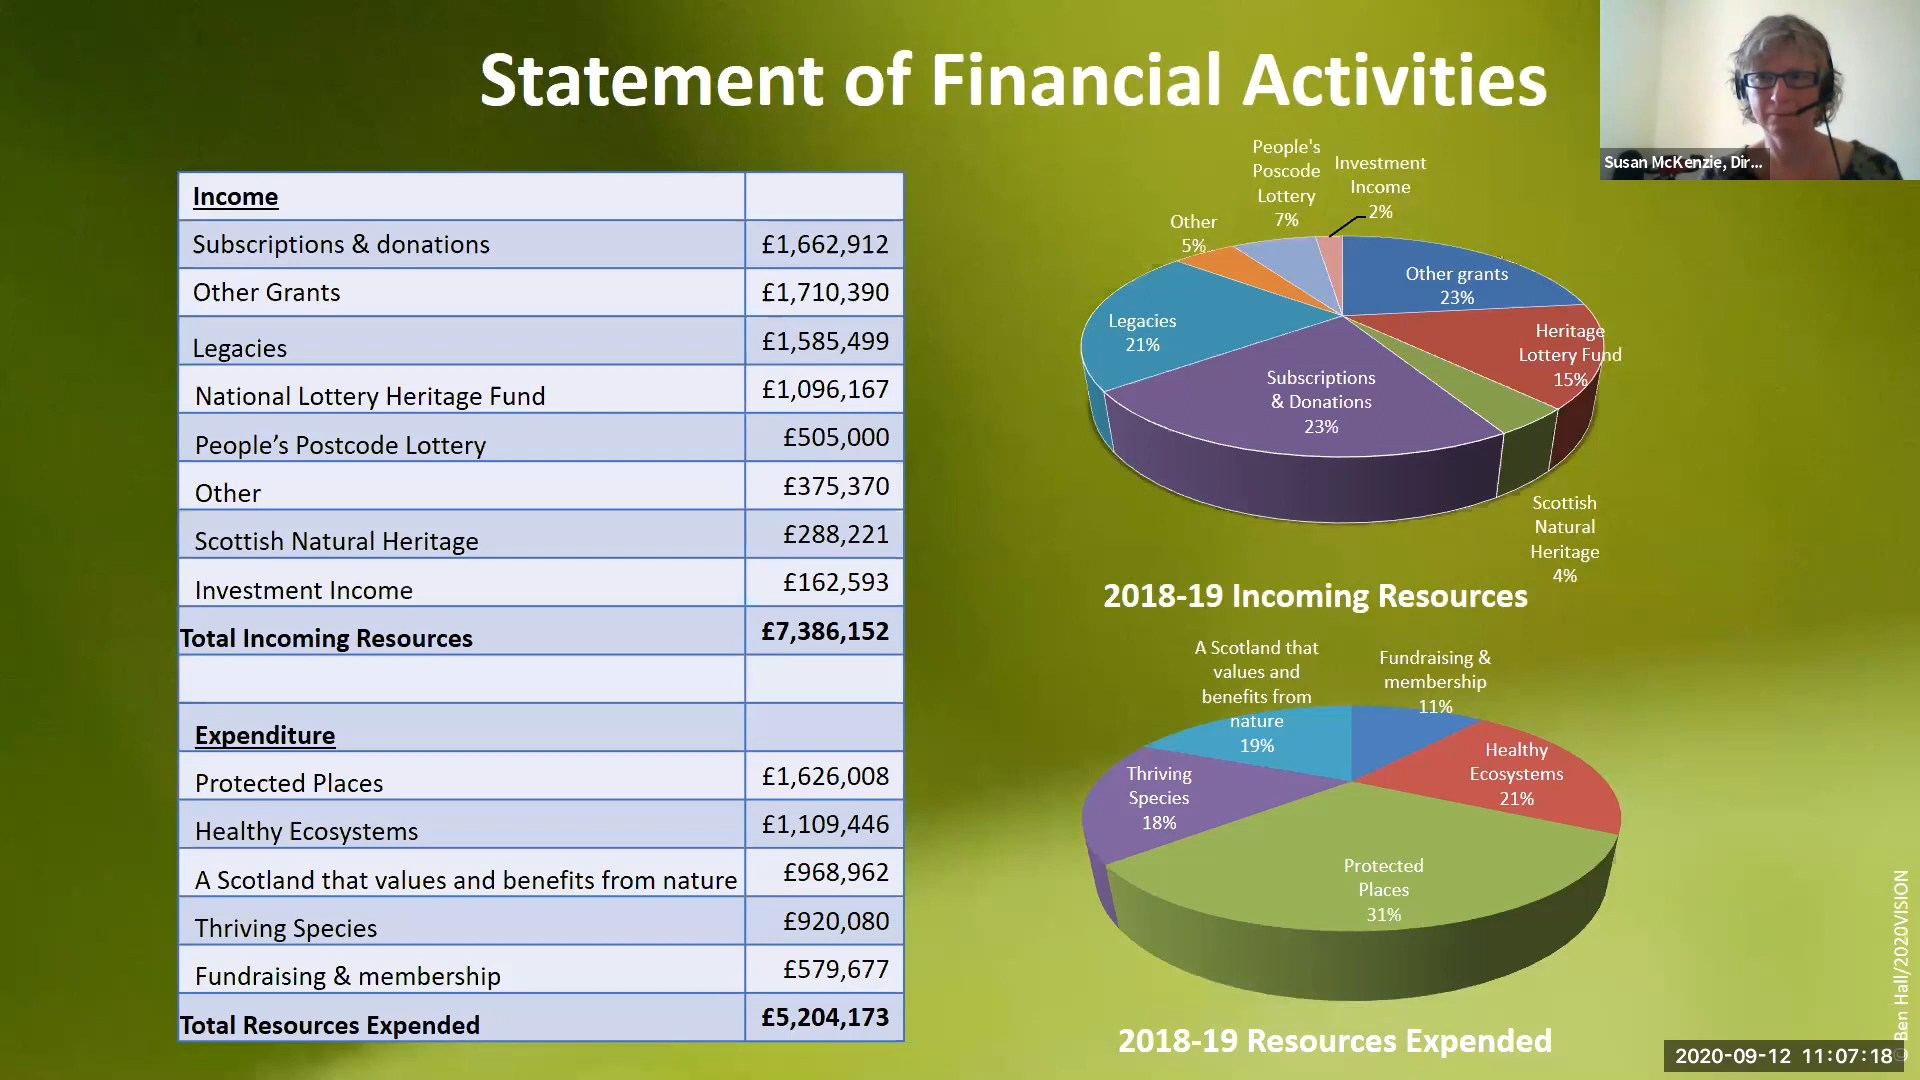 Statement of Financial Activities
Susan McKenzie, Dir...
Income
Subscriptions & donations £1,662,912
Other Grants £1,710,390
Legacies £1,585,499
National Lottery Heritage Fund £1,096,167
People’s Postcode Lottery £505,000
Other £375,370
Scottish Natural Heritage £288,221
Investment Income £162,593
Total Incoming Resources £7,386,152
Expenditure
Protected Places £1,626,008
Healthy Ecosystems £1,109,446
A Scotland that values and benefits from nature £968,962
Thriving Species £920,080
Fundraising & membership £579,677
Total Resources Expended £5,204,173
People's
Poscode
Lottery
7%
Investment
Income
2%
Other
5%
Other grants
23%
Heritage
Lottery Fund
15%
Legacies
21%
Subscriptions
& Donations
23%
Scottish
Natural
Heritage
4%
2018-19 Incoming Resources
A Scotland that
values and
benefits from
nature
19%
Fundraising &
membership
11%
Healthy
Ecosystems
21%
Thriving
Species
18%
Protected
Places
31%
2018-19 Resources Expended
© Ben Hall/2020VISION
2020-09-12 11:07:18